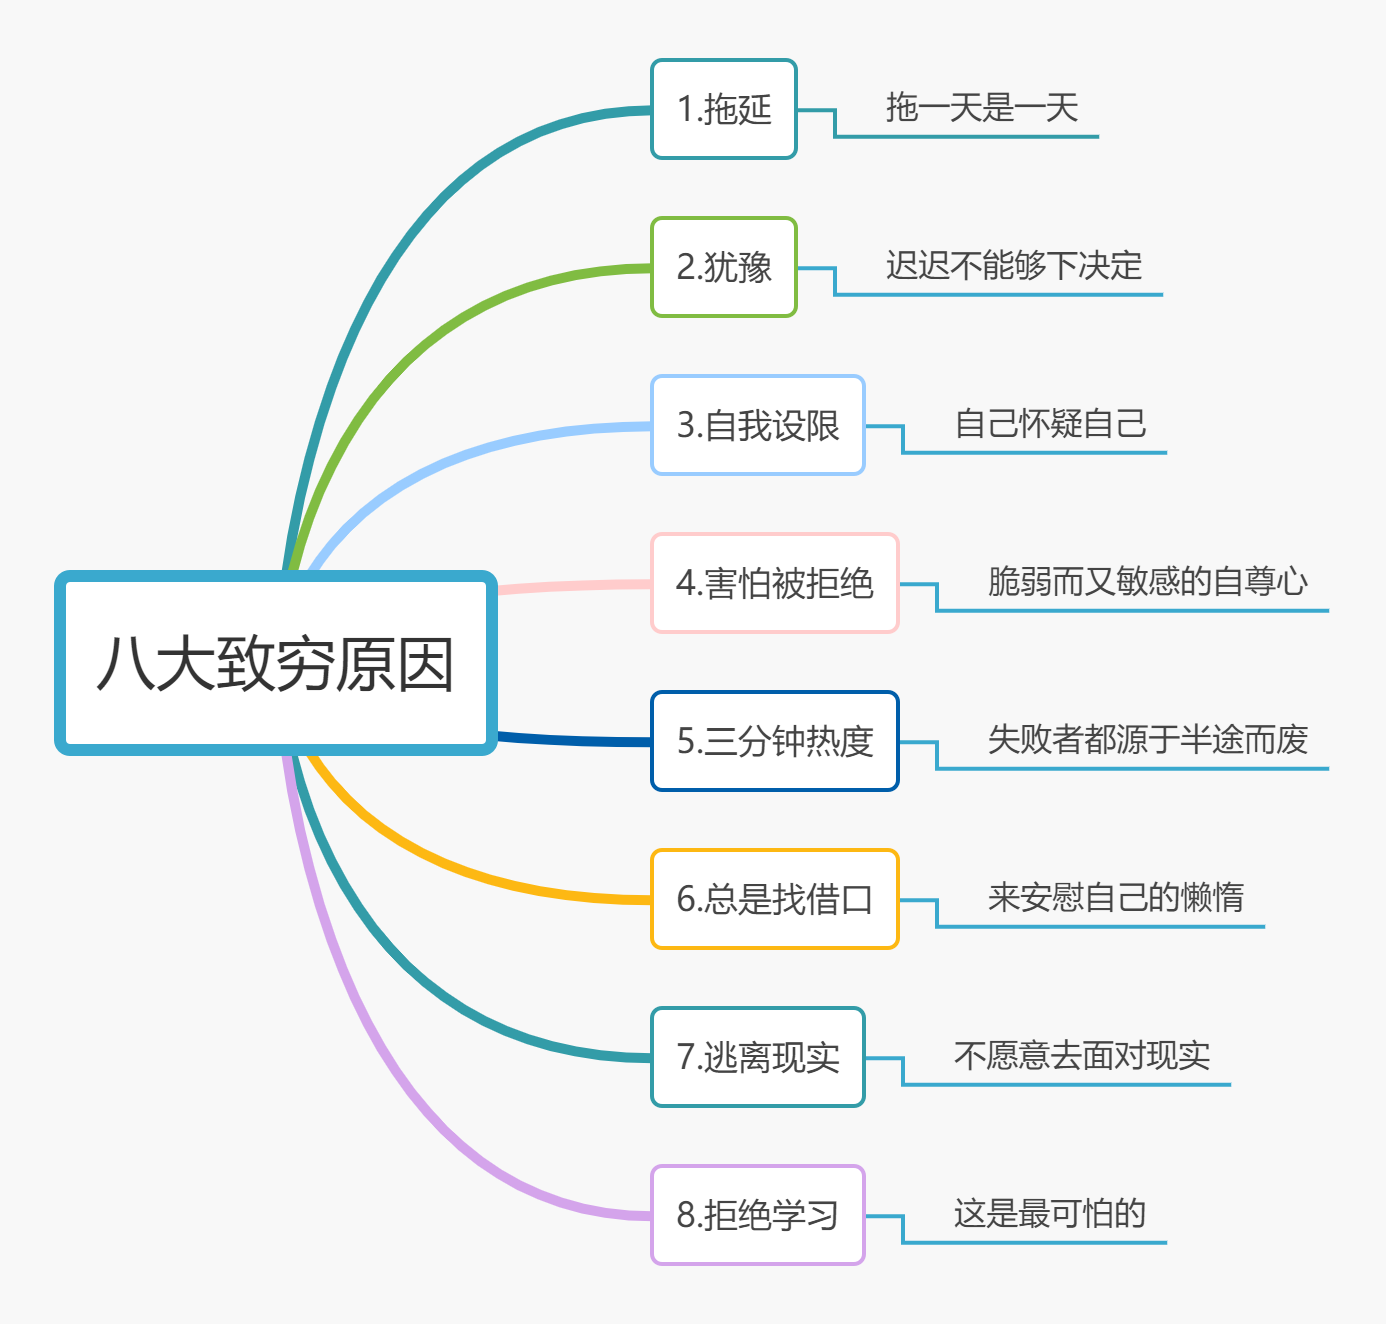 八大致穷原因
1.拖延
拖一天是一天
2.犹豫
迟迟不能够下决定
3.自我设限
自己怀疑自己
4.害怕被拒绝
脆弱而又敏感的自尊心
5.三分钟热度
失败者都源于半途而废
6.总是找借口
来安慰自己的懒惰
7.逃离现实
不愿意去面对现实
8.拒绝学习
这是最可怕的